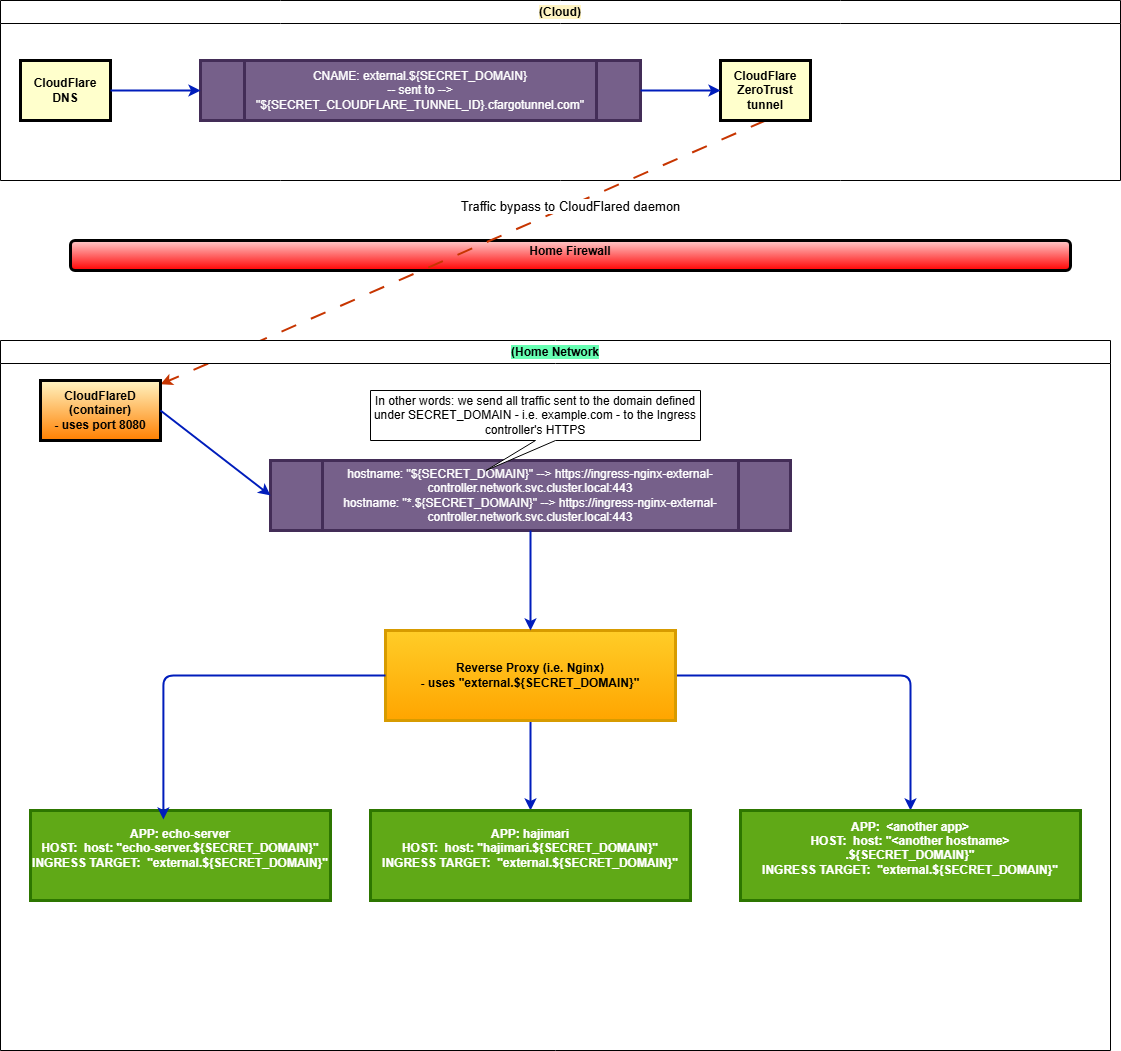 (Cloud)
CloudFlare
DNS
CNAME: external.${SECRET_DOMAIN}
-- sent to -->
"${SECRET_CLOUDFLARE_TUNNEL_ID}.cfargotunnel.com"
CloudFlare
ZeroTrust
tunnel
Traffic bypass to CloudFlared daemon
Home Firewall
(Home Network
CloudFlareD
(container)
- uses port 8080
In other words: we send all traffic sent to the domain defined
under SECRET_DOMAIN - i.e. example.com - to the Ingress
controller's HTTPS
hostname: "${SECRET_DOMAIN}" --> https://ingress-nginx-external-
controller.network.svc.cluster.local:443
hostname: "*.${SECRET_DOMAIN}" --> https://ingress-nginx-external-
controller.network.svc.cluster.local:443
Reverse Proxy (i.e. Nginx)
- uses "external.${SECRET_DOMAIN}"
APP: echo-server
HOST:  host: "echo-server.${SECRET_DOMAIN}"
INGRESS TARGET:  "external.${SECRET_DOMAIN}"
APP: hajimari
HOST:  host: "hajimari.${SECRET_DOMAIN}"
INGRESS TARGET:  "external.${SECRET_DOMAIN}"
APP:  <another app>
HOST:  host: "<another hostname>
.${SECRET_DOMAIN}"
INGRESS TARGET:  "external.${SECRET_DOMAIN}"